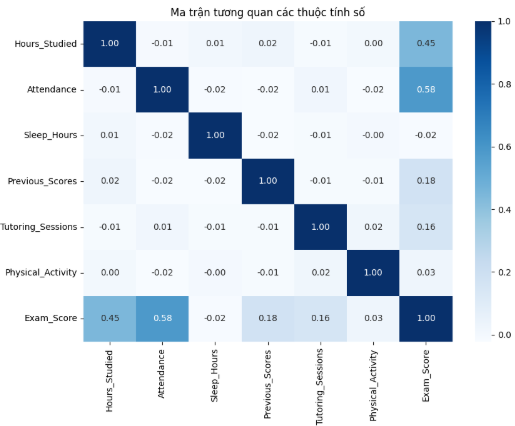 Ma trận tương quan các thuộc tính số
Hours_Studied 1.00 -0.01 0.01 0.02 -0.01 0.00 0.45
Attendance -0.01 1.00 -0.02 -0.02 0.01 -0.02 0.58
Sleep_Hours 0.01 -0.02 1.00 -0.02 -0.01 -0.00 -0.02
Previous_Scores 0.02 -0.02 -0.02 1.00 -0.01 -0.01 0.18
Tutoring_Sessions -0.01 0.01 -0.01 -0.01 1.00 0.02 0.16
Physical_Activity 0.00 -0.02 -0.00 -0.01 0.02 1.00 0.03
Exam_Score 0.45 0.58 -0.02 0.18 0.16 0.03 1.00
Hours_Studied
Attendance
Sleep_Hours
Previous_Scores
Tutoring_Sessions
Physical_Activity
Exam_Score
1.0
0.8
0.6
0.4
0.2
0.0